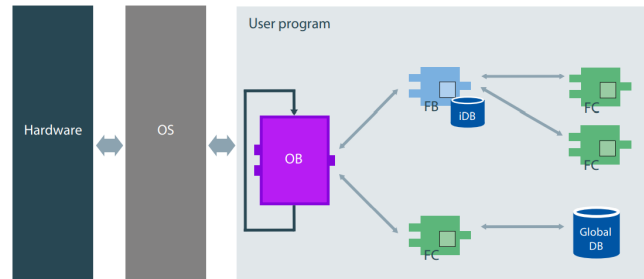 User program
Hardware
OS
OB
FB
iDB
FC
FC
FC
Global
DB